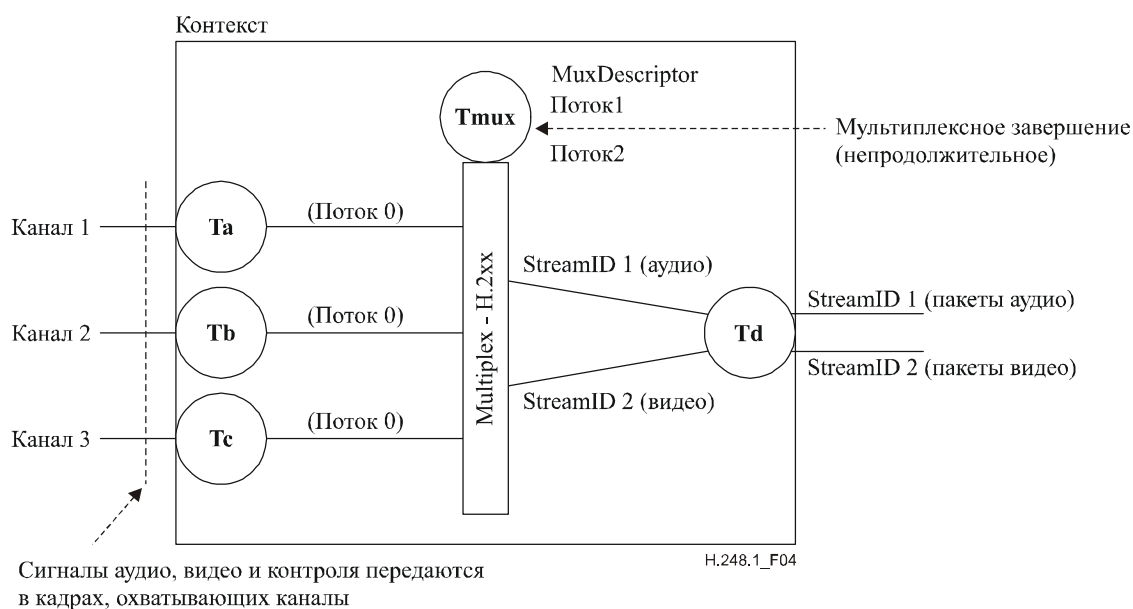 Контекст
MuxDescriptor
Поток1
Tmux
Поток2
Мультиплексное завершение
(непродолжительное)
Канал 1
Ta
(Поток 0)
Канал 2
Tb
(Поток 0)
Канал 3
Tc
(Поток 0)
Multiplex - H.2xx
StreamID 1 (аудио)
StreamID 2 (видео)
Td
StreamID 1 (пакеты аудио)
StreamID 2 (пакеты видео)
H.248.1_F04
Сигналы аудио, видео и контроля передаются
в кадрах, охватывающих каналы